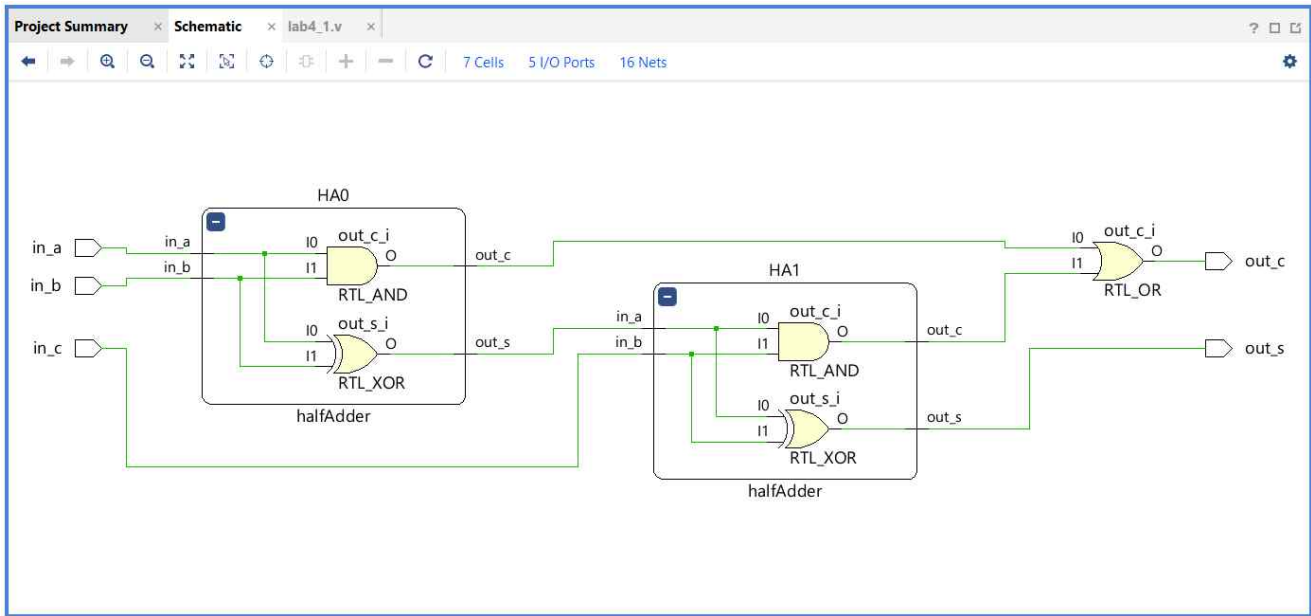 Project Summary × Schematic × lab4_1.v × ?
7 Cells 5 I/O Ports 16 Nets
HA0
in_a in_a I0 out_c_i O out_c
in_b in_b I1 RTL_AND
I0 out_s_i O out_s
I1 RTL_XOR
in_c
halfAdder
HA1
in_a I0 out_c_i O out_c
in_b I1 RTL_AND
I0 out_s_i O out_s
I1 RTL_XOR
halfAdder
I0 out_c_i O out_c
I1 RTL_OR
out_s